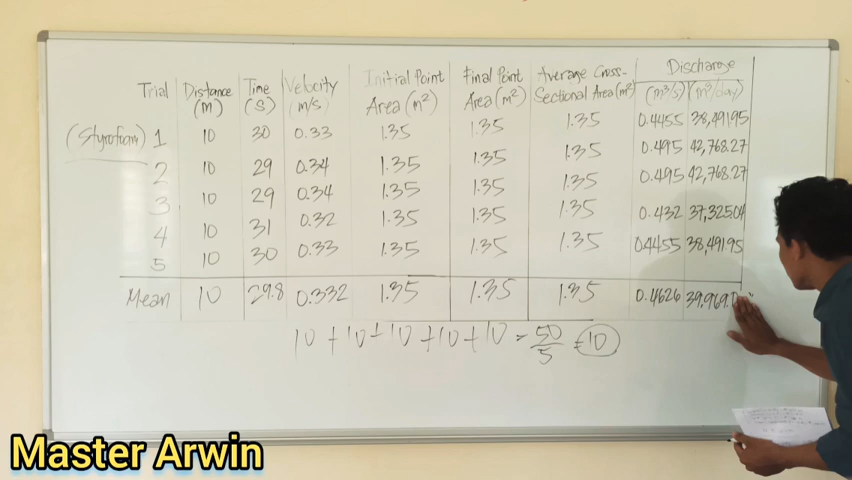 Trial Distance (m) Time (s) Velocity (m/s) Initial Point Area (m²) Final Point Area (m²) Average Cross-Sectional Area (m²) Discharge (m³/s) (m³/day)
(Styrofoam) 1 10 30 0.33 1.35 1.35 1.35 0.4455 38,491.95
2 10 29 0.34 1.35 1.35 1.35 0.495 42,768.27
3 10 29 0.34 1.35 1.35 1.35 0.495 42,768.27
4 10 31 0.32 1.35 1.35 1.35 0.432 37,325.04
5 10 30 0.33 1.35 1.35 1.35 0.4455 38,491.95
Mean 10 29.8 0.332 1.35 1.35 1.35 0.4626
10 + 10 + 10 + 10 + 10 = 50/5 = 10
Master Arwin